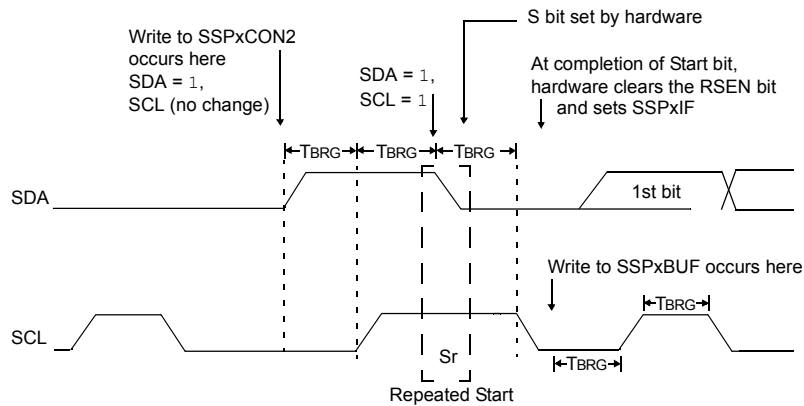 S bit set by hardware
Write to SSPxCON2
occurs here
SDA = 1,
SCL (no change)
SDA = 1,
SCL = 1
At completion of Start bit,
hardware clears the RSEN bit
and sets SSPxIF
TBRG
TBRG
TBRG
SDA
1st bit
Write to SSPxBUF occurs here
TBRG
SCL
Sr
TBRG
Repeated Start